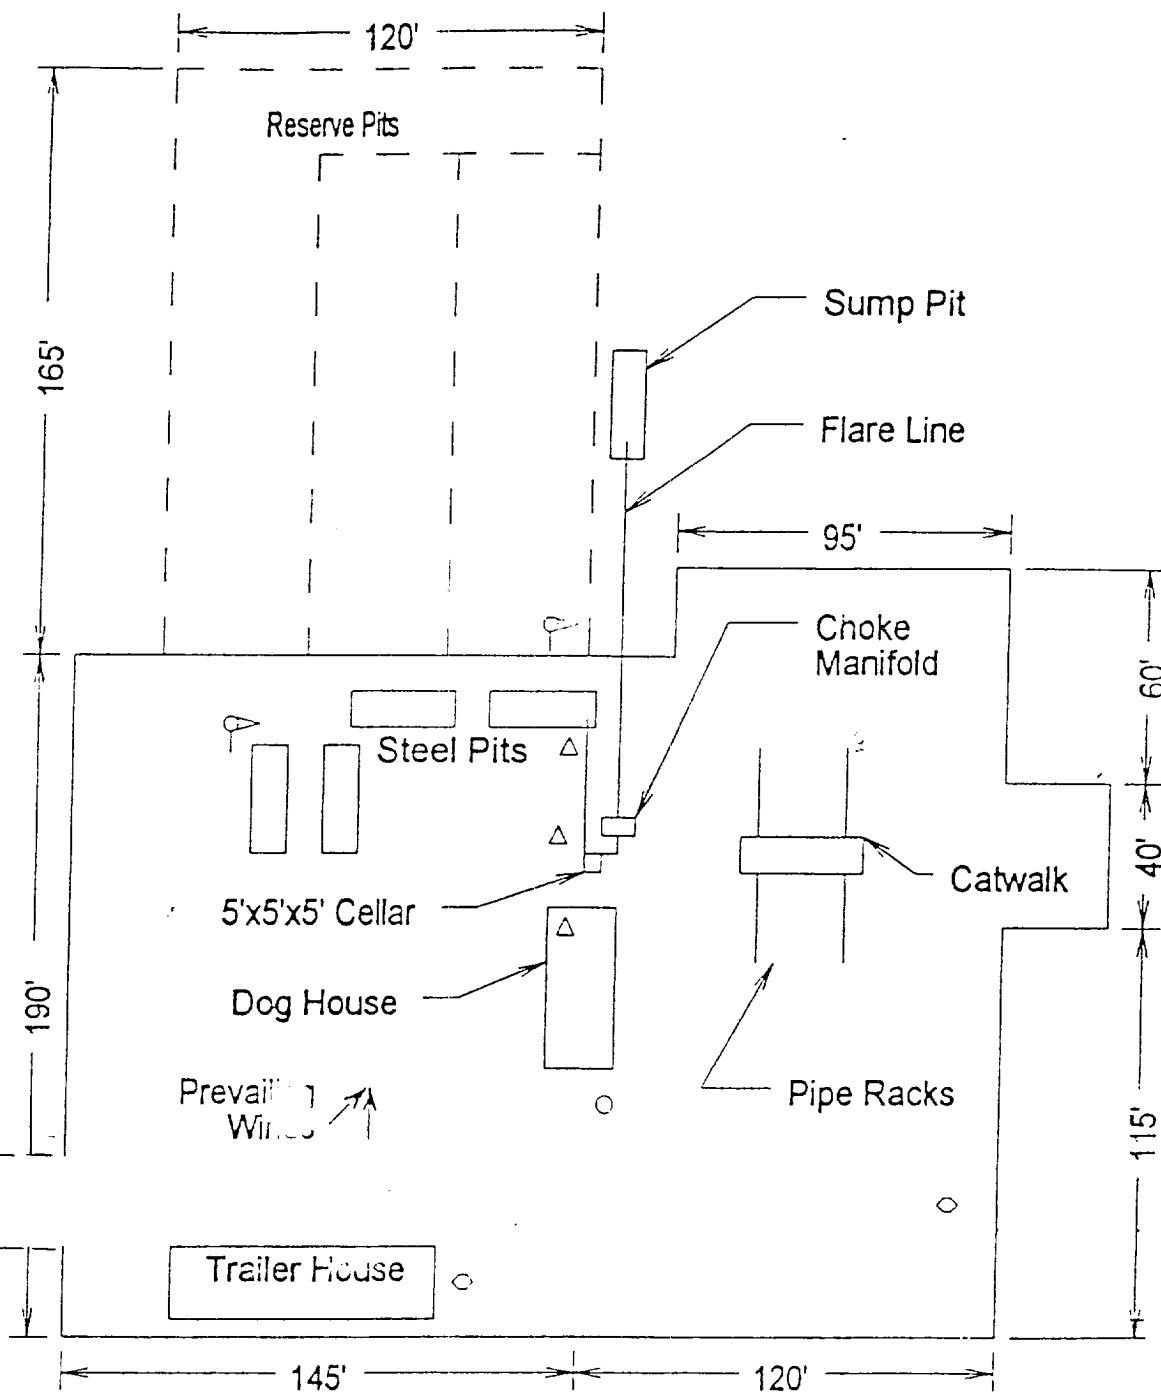 120'
Reserve Pits
Sump Pit
165'
Flare Line
95'
Choke
Manifold
60'
Steel Pits
40'
Catwalk
5'x5'x5' Cellar
190'
Dog House
Pipe Racks
115'
Trailer House
145'
120'